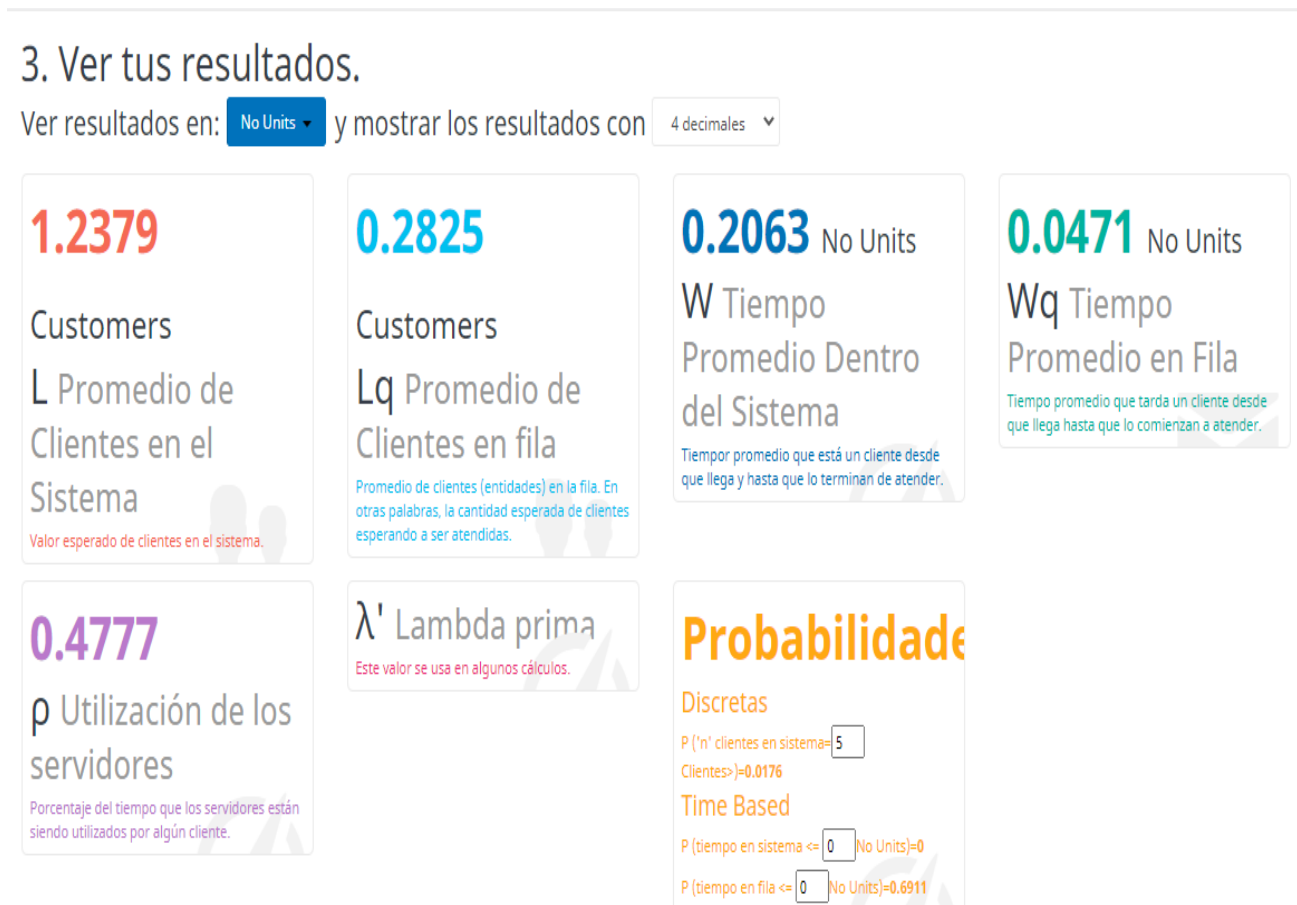 3. Ver tus resultados.
Ver resultados en: No Units y mostrar los resultados con 4 decimales
1.2379
Customers
L Promedio de
Clientes en el
Sistema
Valor esperado de clientes en el sistema.
0.2825
Customers
Lq Promedio de
Clientes en fila
Promedio de clientes (entidades) en la fila. En
otras palabras, la cantidad esperada de clientes
esperando a ser atendidas.
0.2063 No Units
W Tiempo
Promedio Dentro
del Sistema
Tiempor promedio que está un cliente desde
que llega y hasta que lo terminan de atender.
0.0471 No Units
Wq Tiempo
Promedio en Fila
Tiempo promedio que tarda un cliente desde
que llega hasta que lo comienzan a atender.
0.4777
ρ Utilización de los
servidores
Porcentaje del tiempo que los servidores están
siendo utilizados por algún cliente.
λ' Lambda prima
Este valor se usa en algunos cálculos.
Probabilidade
Discretas
P ('n' clientes en sistema= 5
Clientes>)=0.0176
Time Based
P (tiempo en sistema <= 0 No Units)=0
P (tiempo en fila <= 0 No Units)=0.6911